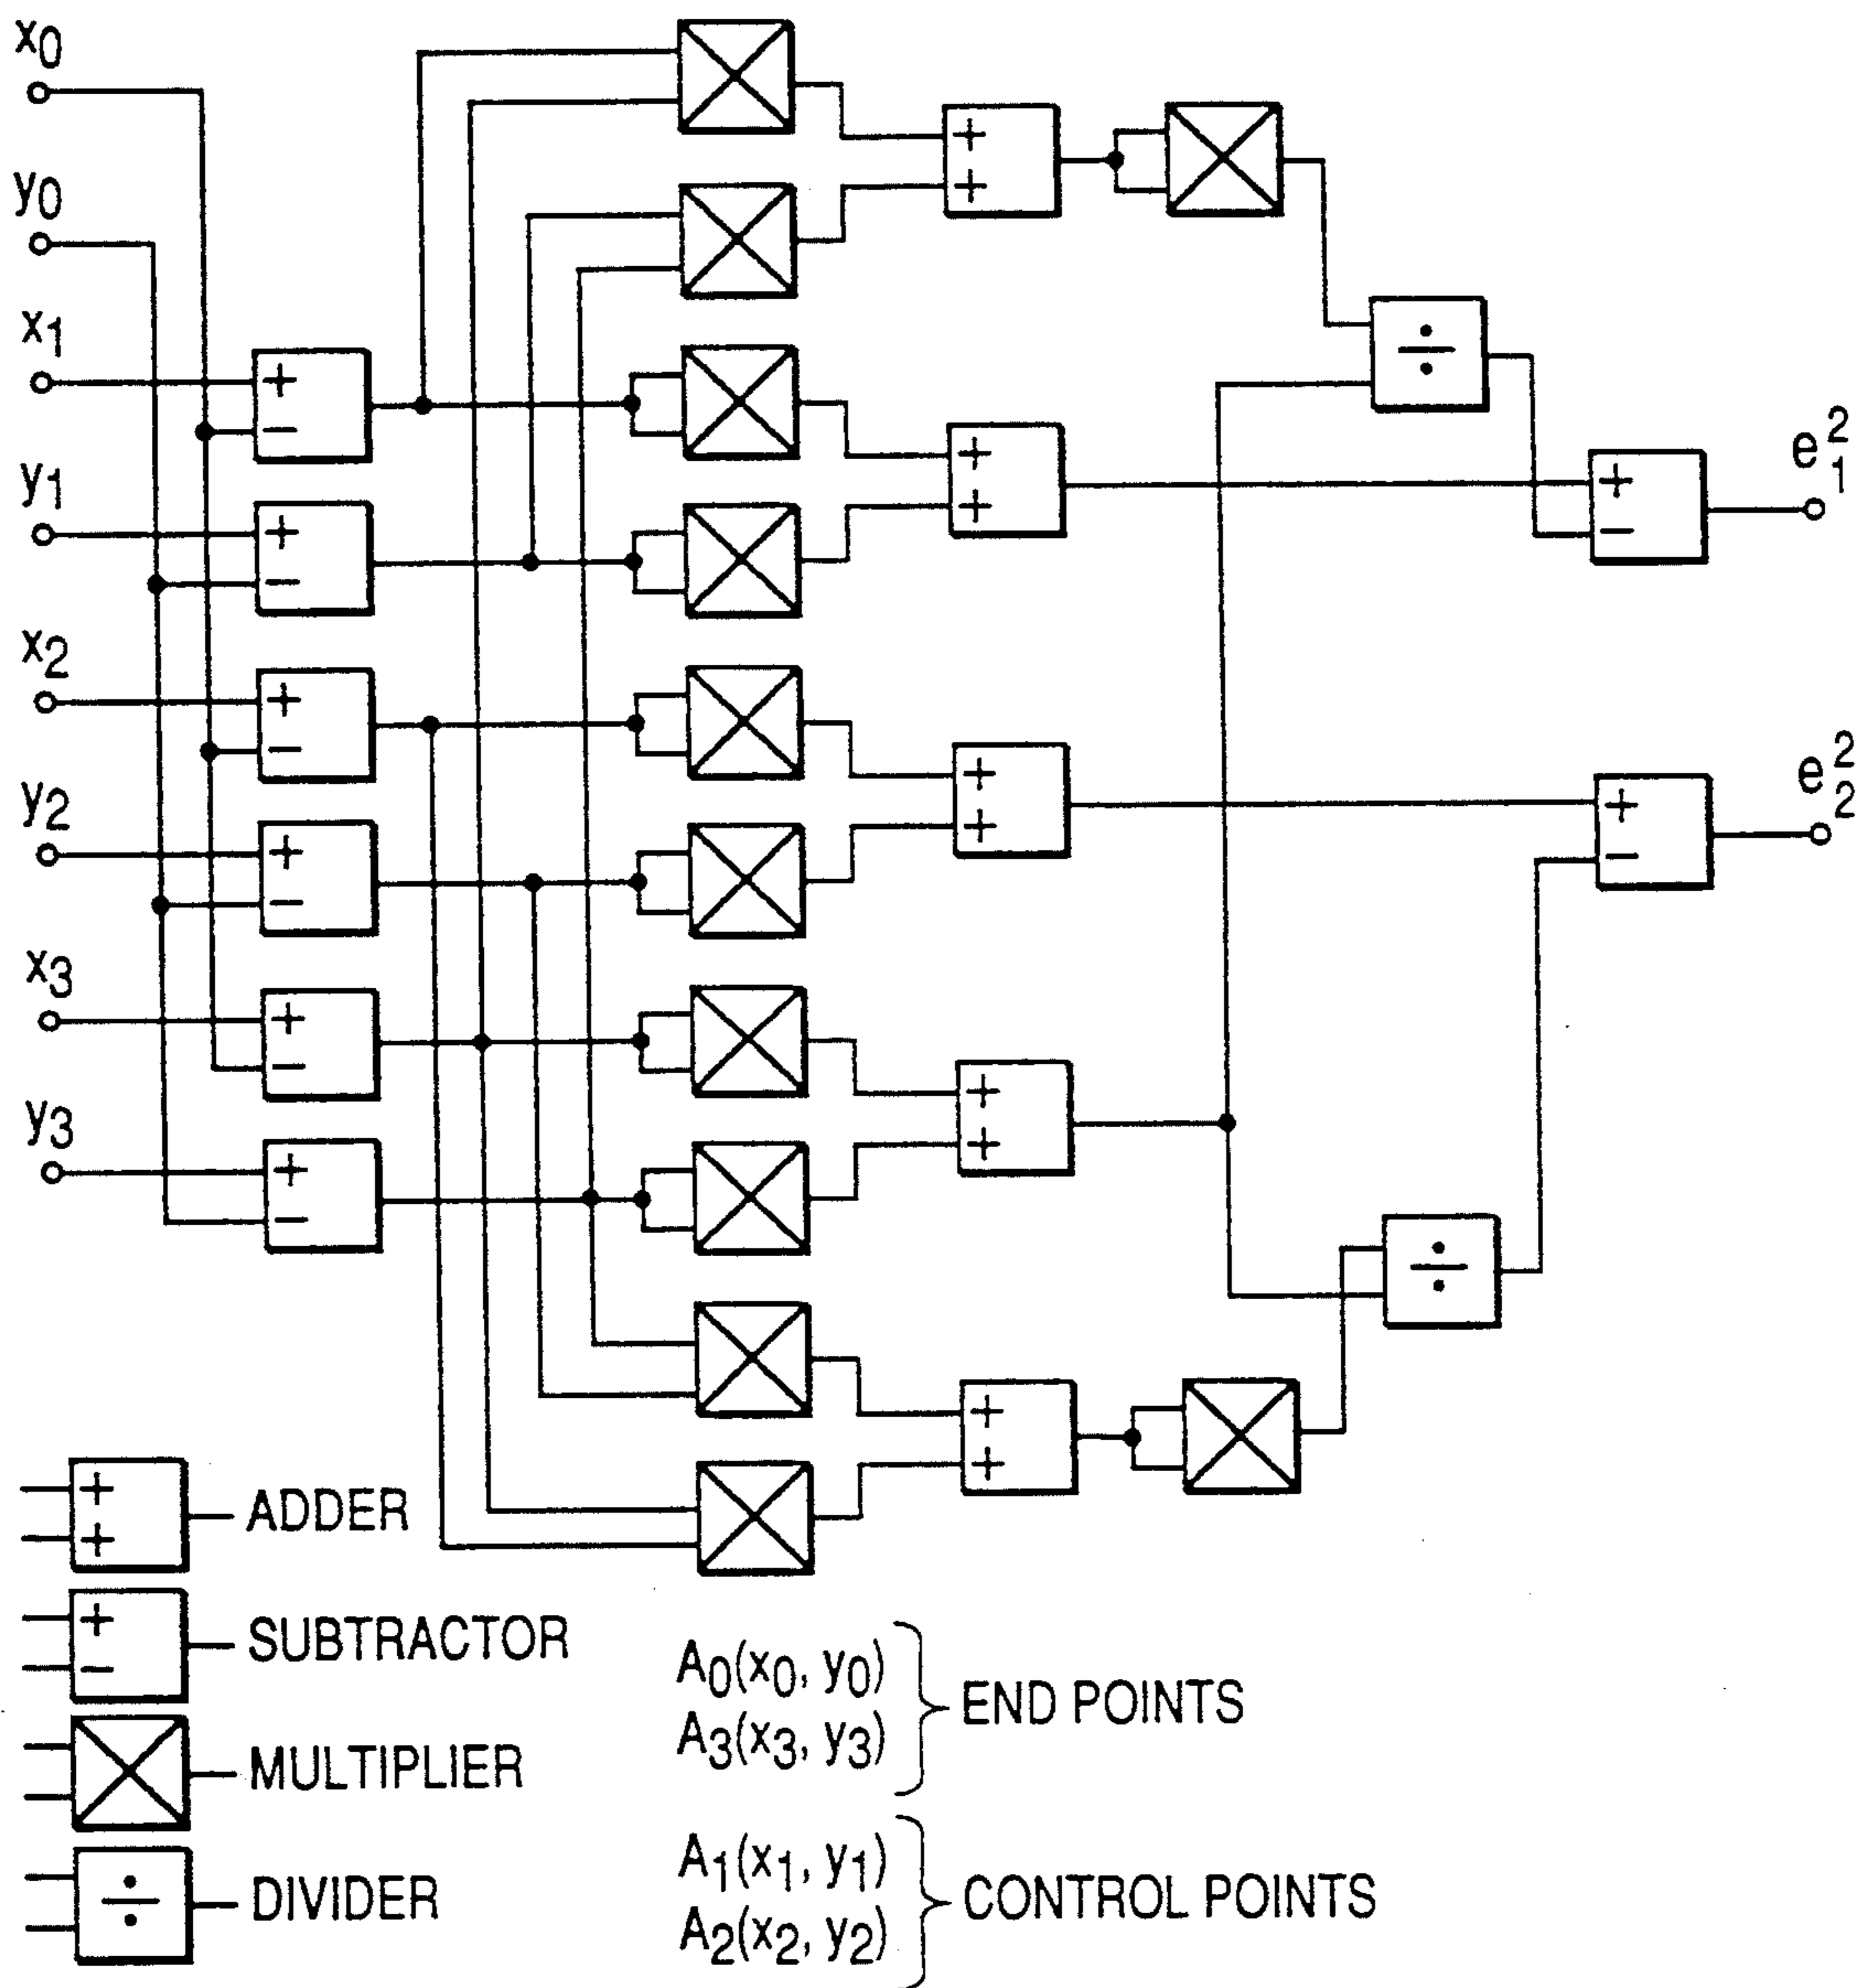 x0
y0
x1
y1
x2
y2
x3
y3
e1^2
e2^2
+
+
ADDER
+
−
SUBTRACTOR
MULTIPLIER
÷
DIVIDER
A0(x0, y0)
A3(x3, y3)
END POINTS
A1(x1, y1)
A2(x2, y2)
CONTROL POINTS